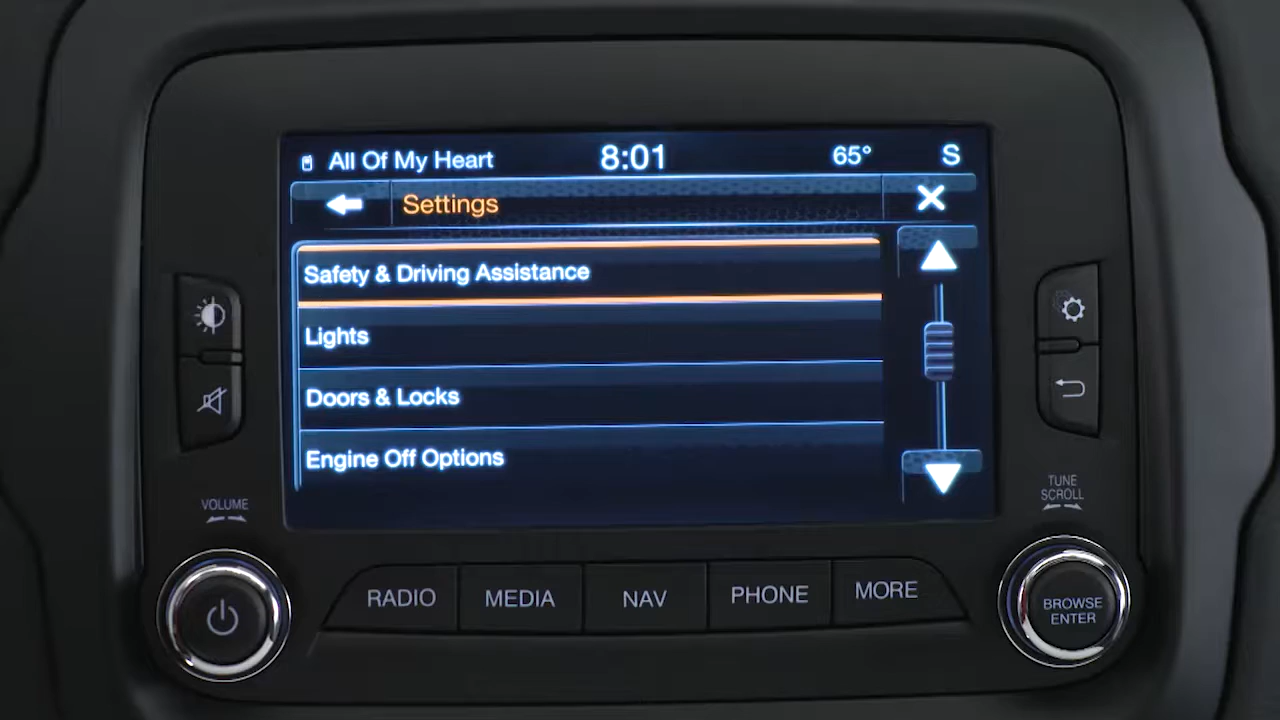 All Of My Heart 8:01 65° S
Settings
Safety & Driving Assistance
Lights
Doors & Locks
Engine Off Options
VOLUME
TUNE
SCROLL
RADIO MEDIA NAV PHONE MORE
BROWSE
ENTER